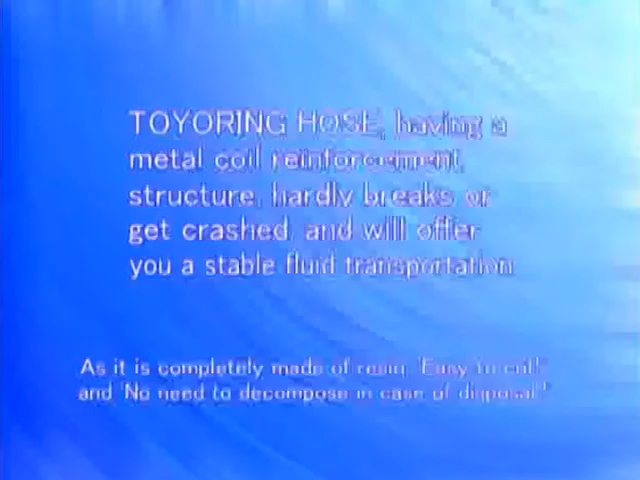 TOYORING HOSE, having a
metal coil reinforcement
structure, hardly breaks or
get crashed, and will offer
you a stable fluid transportation
As it is completely made of resin, 'Easy to cut!'
and 'No need to decompose in case of disposal!'